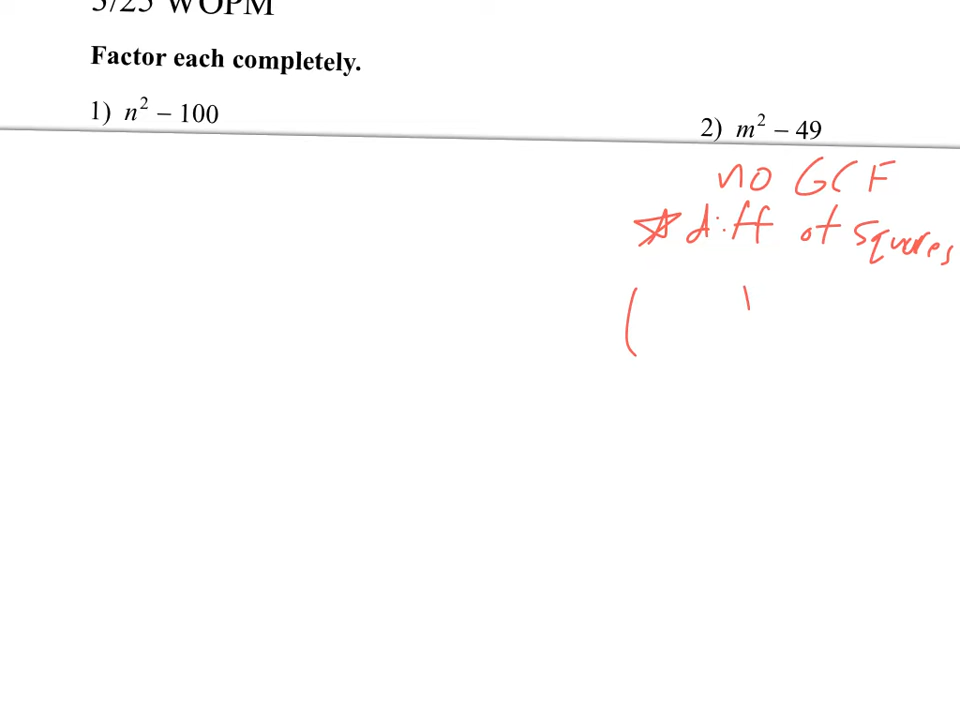 3/25 WOPM
Factor each completely.
1) n² – 100
2) m² – 49
no GCF
☆ diff of squares
(